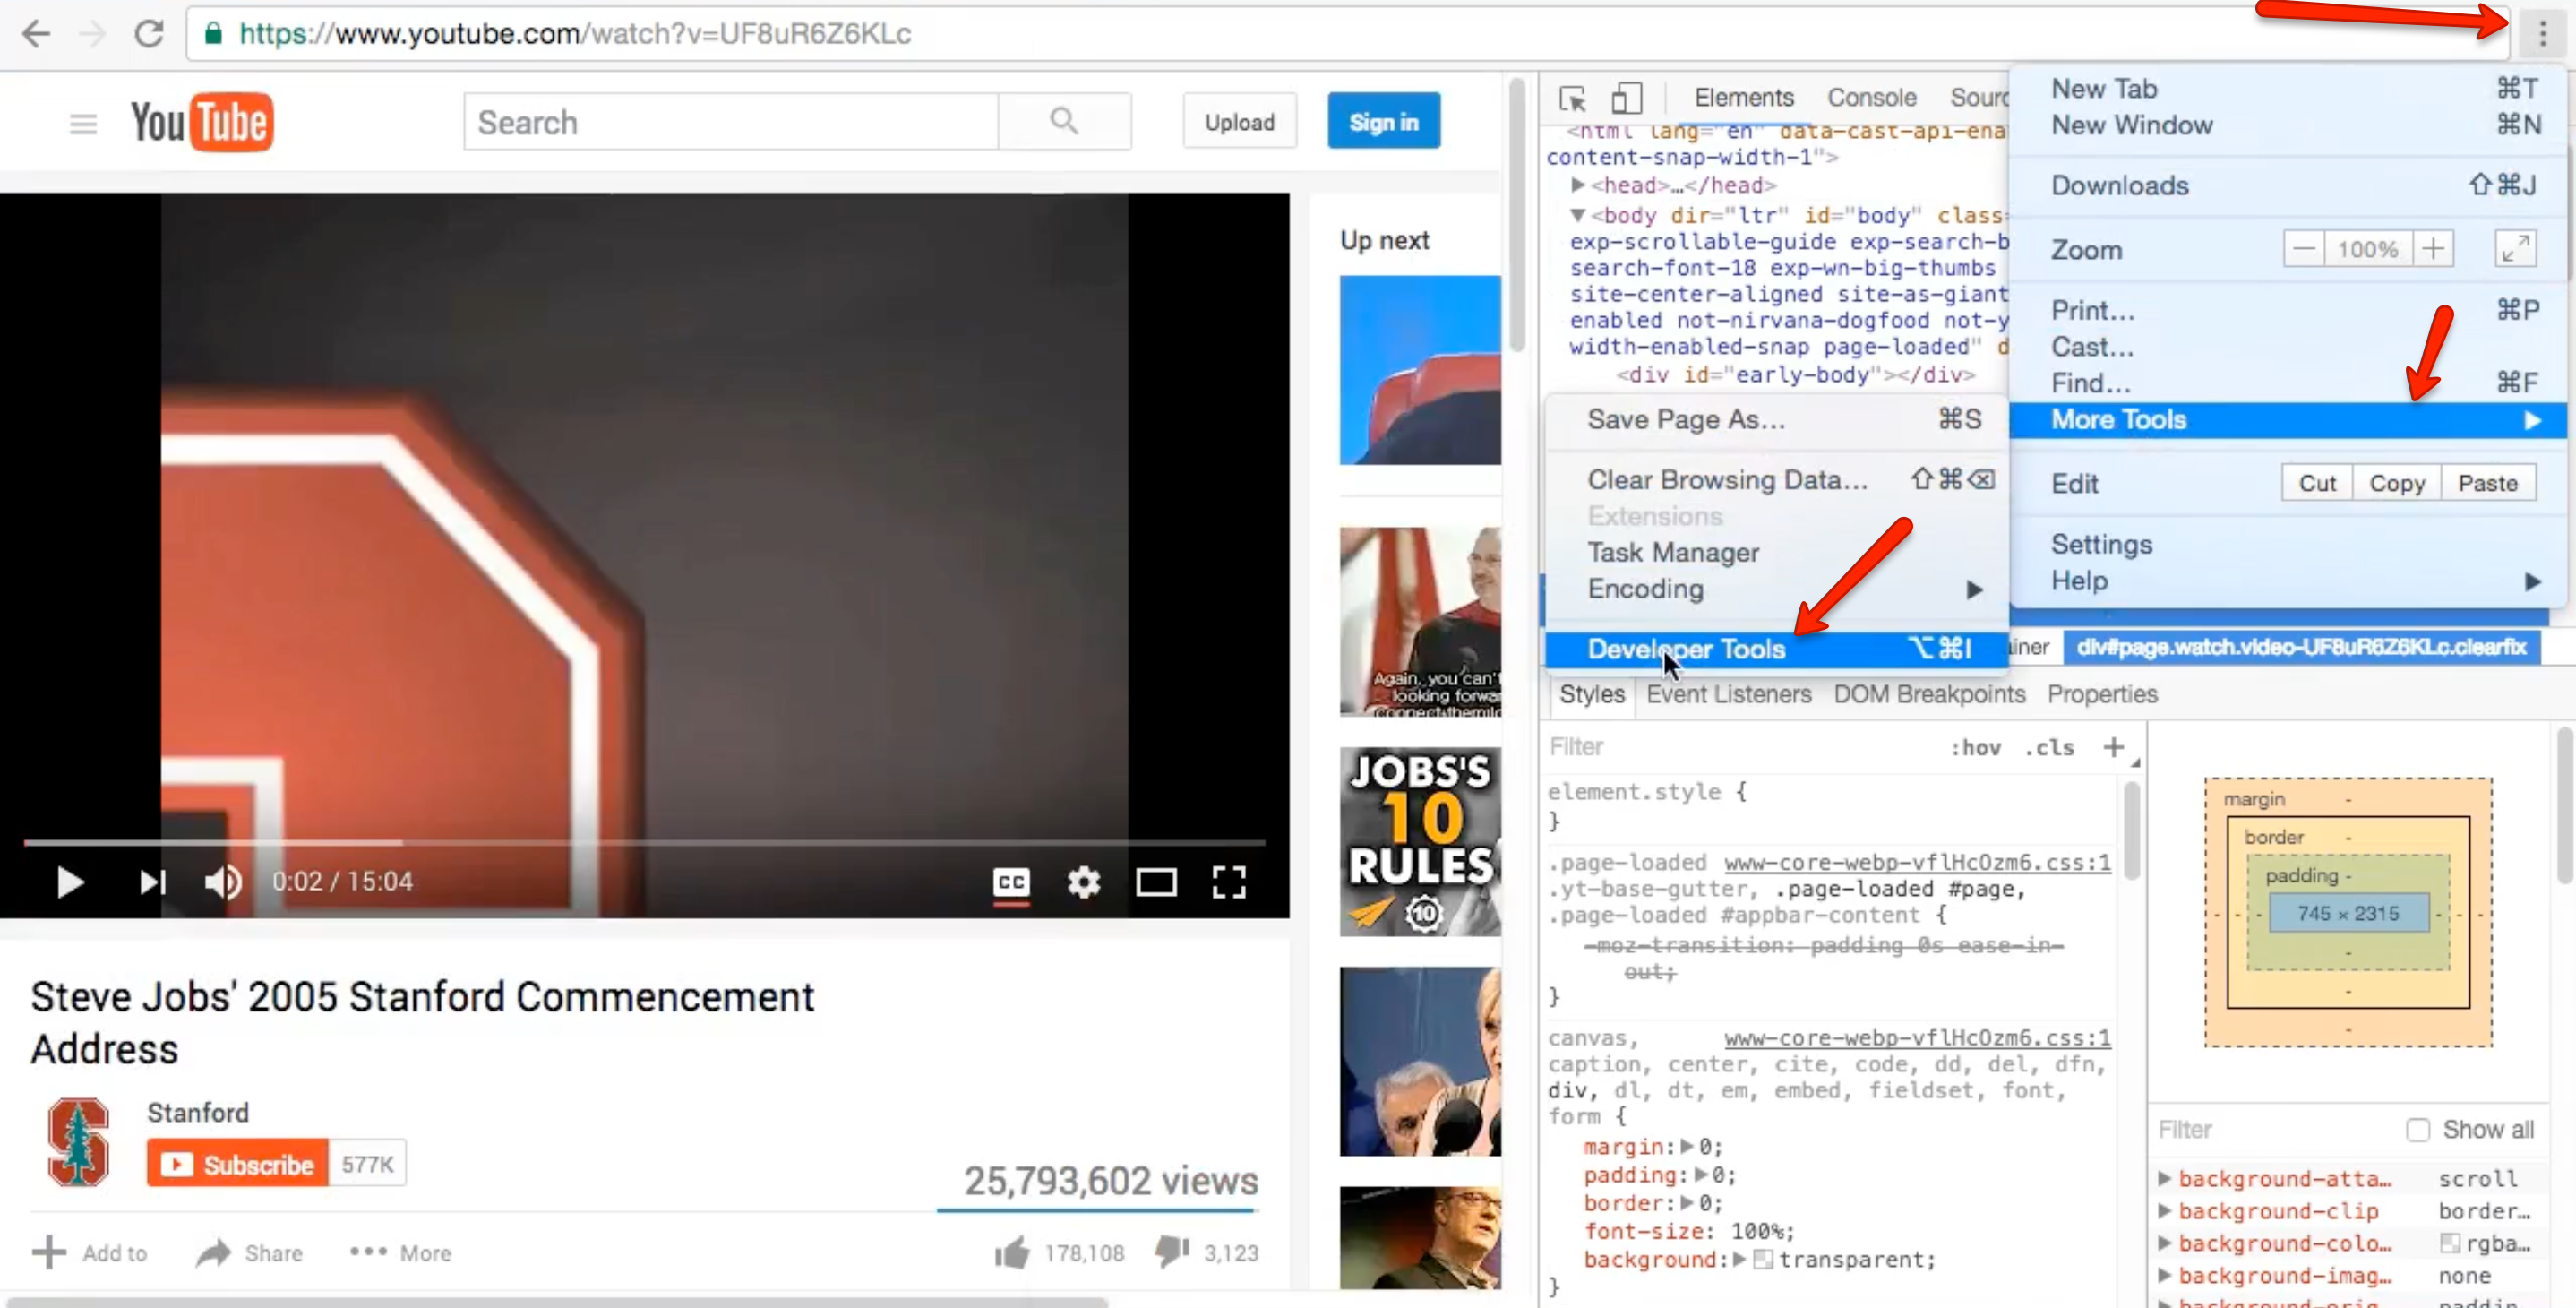 https://www.youtube.com/watch?v=UF8uR6Z6KLc
YouTube
Search
Upload
Sign in
0:02 / 15:04
CC
Steve Jobs' 2005 Stanford Commencement
Address
Stanford
Subscribe 577K
25,793,602 views
Add to Share More
178,108 3,123
Up next
Again, you can't
looking forwa
JOBS'S
10
RULES
10
Elements Console Sourc
<html lang="en" data-cast-api-ena
content-snap-width-1">
<head>…</head>
<body dir="ltr" id="body" class=
exp-scrollable-guide exp-search-b
search-font-18 exp-wn-big-thumbs
site-center-aligned site-as-giant
enabled not-nirvana-dogfood not-y
width-enabled-snap page-loaded" d
<div id="early-body"></div>
New Tab ⌘T
New Window ⌘N
Downloads ⇧⌘J
Zoom − 100% +
Print... ⌘P
Cast...
Find... ⌘F
More Tools ▶
Edit Cut Copy Paste
Settings
Help ▶
Save Page As... ⌘S
Clear Browsing Data... ⇧⌘⌫
Extensions
Task Manager
Encoding ▶
Developer Tools ⌥⌘I
iner div#page.watch.video-UF8uR6Z6KLc.clearfix
Styles Event Listeners DOM Breakpoints Properties
Filter :hov .cls +
element.style {
}
.page-loaded www-core-webp-vflHcOzm6.css:1
.yt-base-gutter, .page-loaded #page,
.page-loaded #appbar-content {
-moz-transition: padding 0s ease-in-
out;
}
canvas, www-core-webp-vflHcOzm6.css:1
caption, center, cite, code, dd, del, dfn,
div, dl, dt, em, embed, fieldset, font,
form {
margin:▶0;
padding:▶0;
border:▶0;
font-size: 100%;
background:▶ transparent;
}
margin -
border -
padding -
745 × 2315
Filter Show all
background-atta… scroll
background-clip border…
background-colo… rgba…
background-imag… none